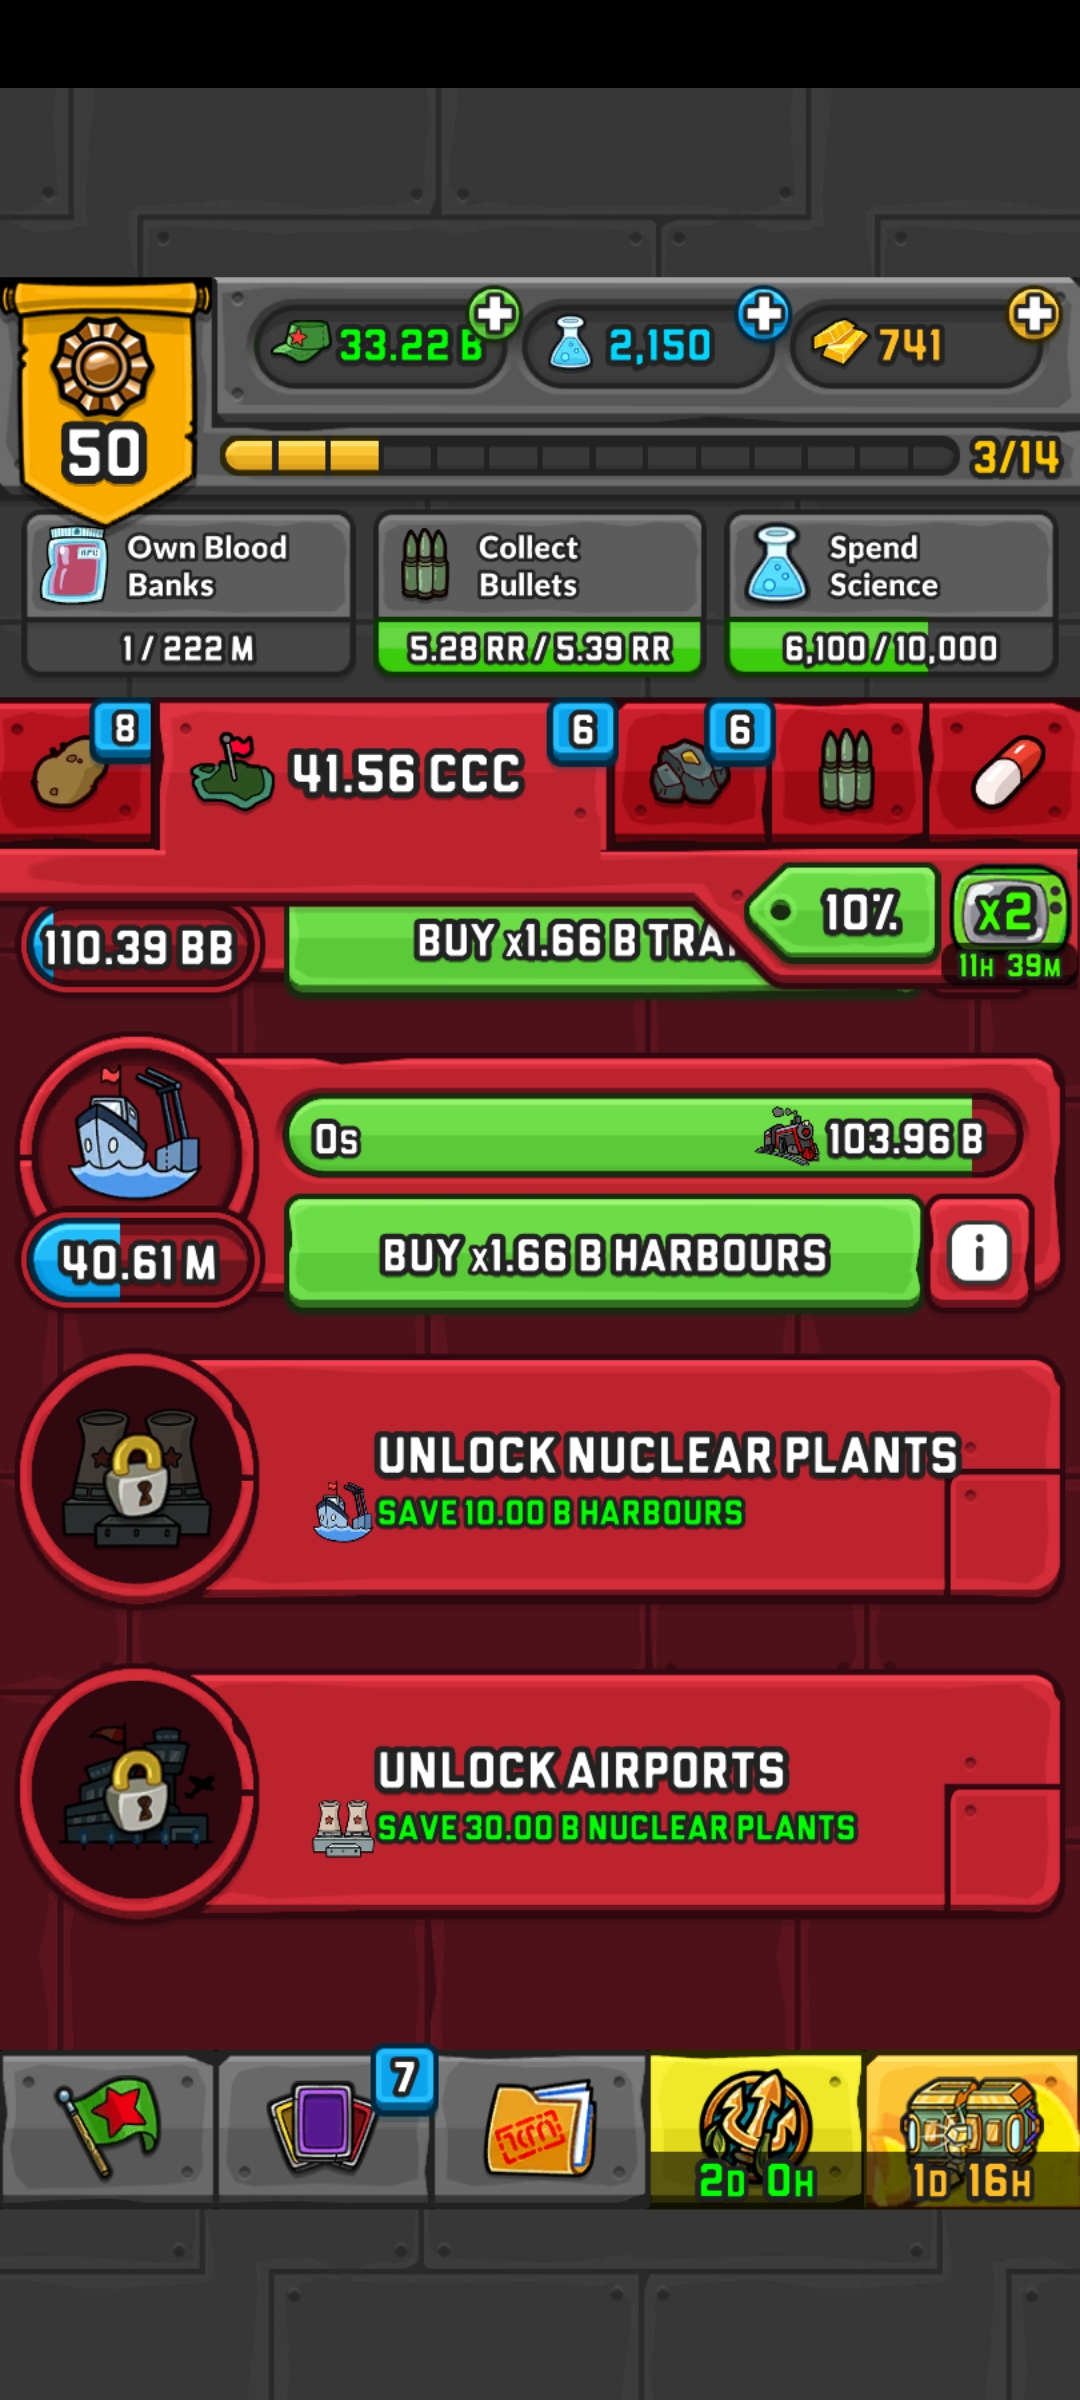 33.22 B
2,150
741
50
3/14
Own Blood
Banks
1 / 222 M
Collect
Bullets
5.28 RR / 5.39 RR
Spend
Science
6,100 / 10,000
8
41.56 CCC
6
6
10%
x2
11H 39M
110.39 BB
BUY x1.66 B
0s
103.96 B
40.61 M
BUY x1.66 B HARBOURS
i
UNLOCK NUCLEAR PLANTS
SAVE 10.00 B HARBOURS
UNLOCK AIRPORTS
SAVE 30.00 B NUCLEAR PLANTS
7
2D 0H
1D 16H